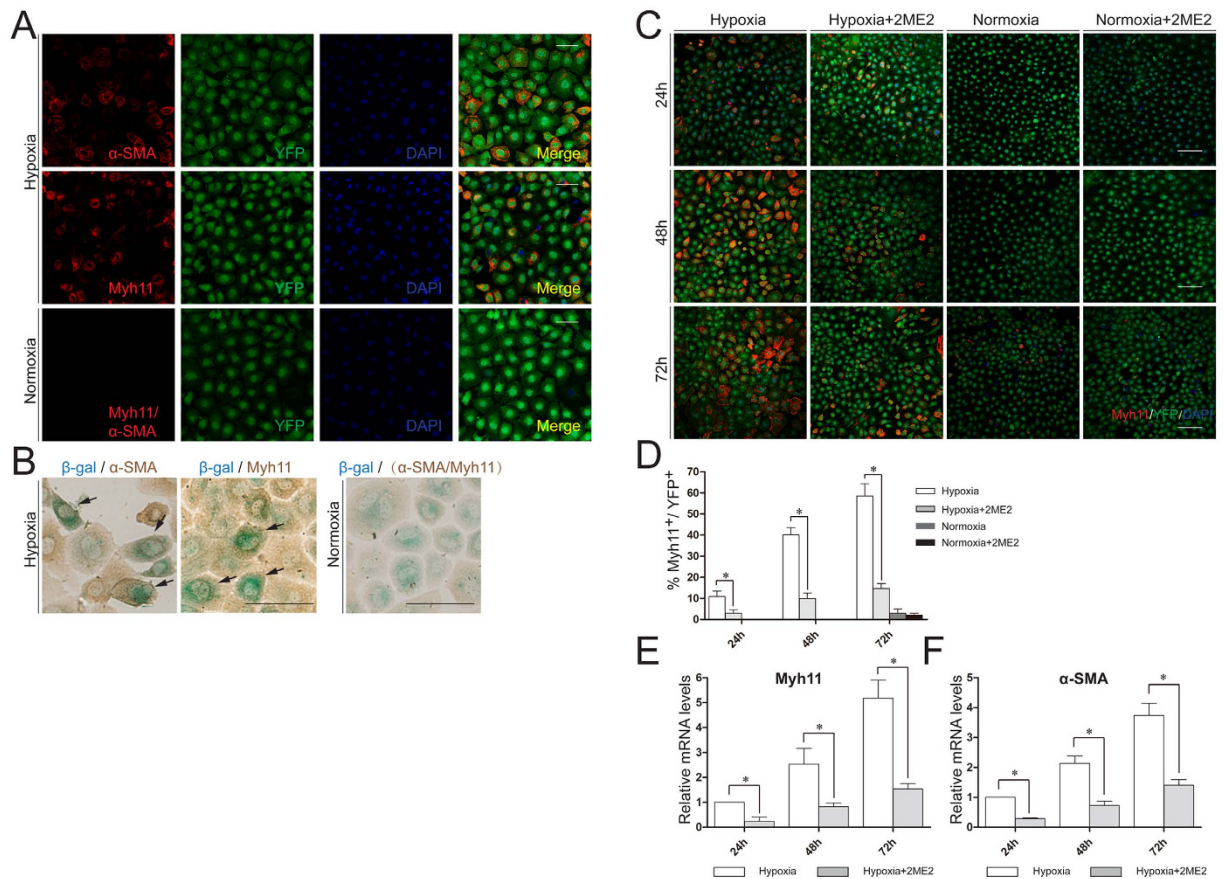 A
Hypoxia
α-SMA
YFP
DAPI
Merge
Myh11
YFP
DAPI
Merge
Normoxia
Myh11/
α-SMA
YFP
DAPI
Merge
B
β-gal / α-SMA
β-gal / Myh11
β-gal / (α-SMA/Myh11)
Hypoxia
Normoxia
C
Hypoxia
Hypoxia+2ME2
Normoxia
Normoxia+2ME2
24h
48h
72h
Myh11/YFP/DAPI
D
% Myh11+/ YFP+
70
60
50
40
30
20
10
0
*
*
*
24h
48h
72h
Hypoxia
Hypoxia+2ME2
Normoxia
Normoxia+2ME2
E
Myh11
Relative mRNA levels
6
5
4
3
2
1
0
*
*
*
24h
48h
72h
Hypoxia
Hypoxia+2ME2
F
α-SMA
Relative mRNA levels
5
4
3
2
1
0
*
*
*
24h
48h
72h
Hypoxia
Hypoxia+2ME2